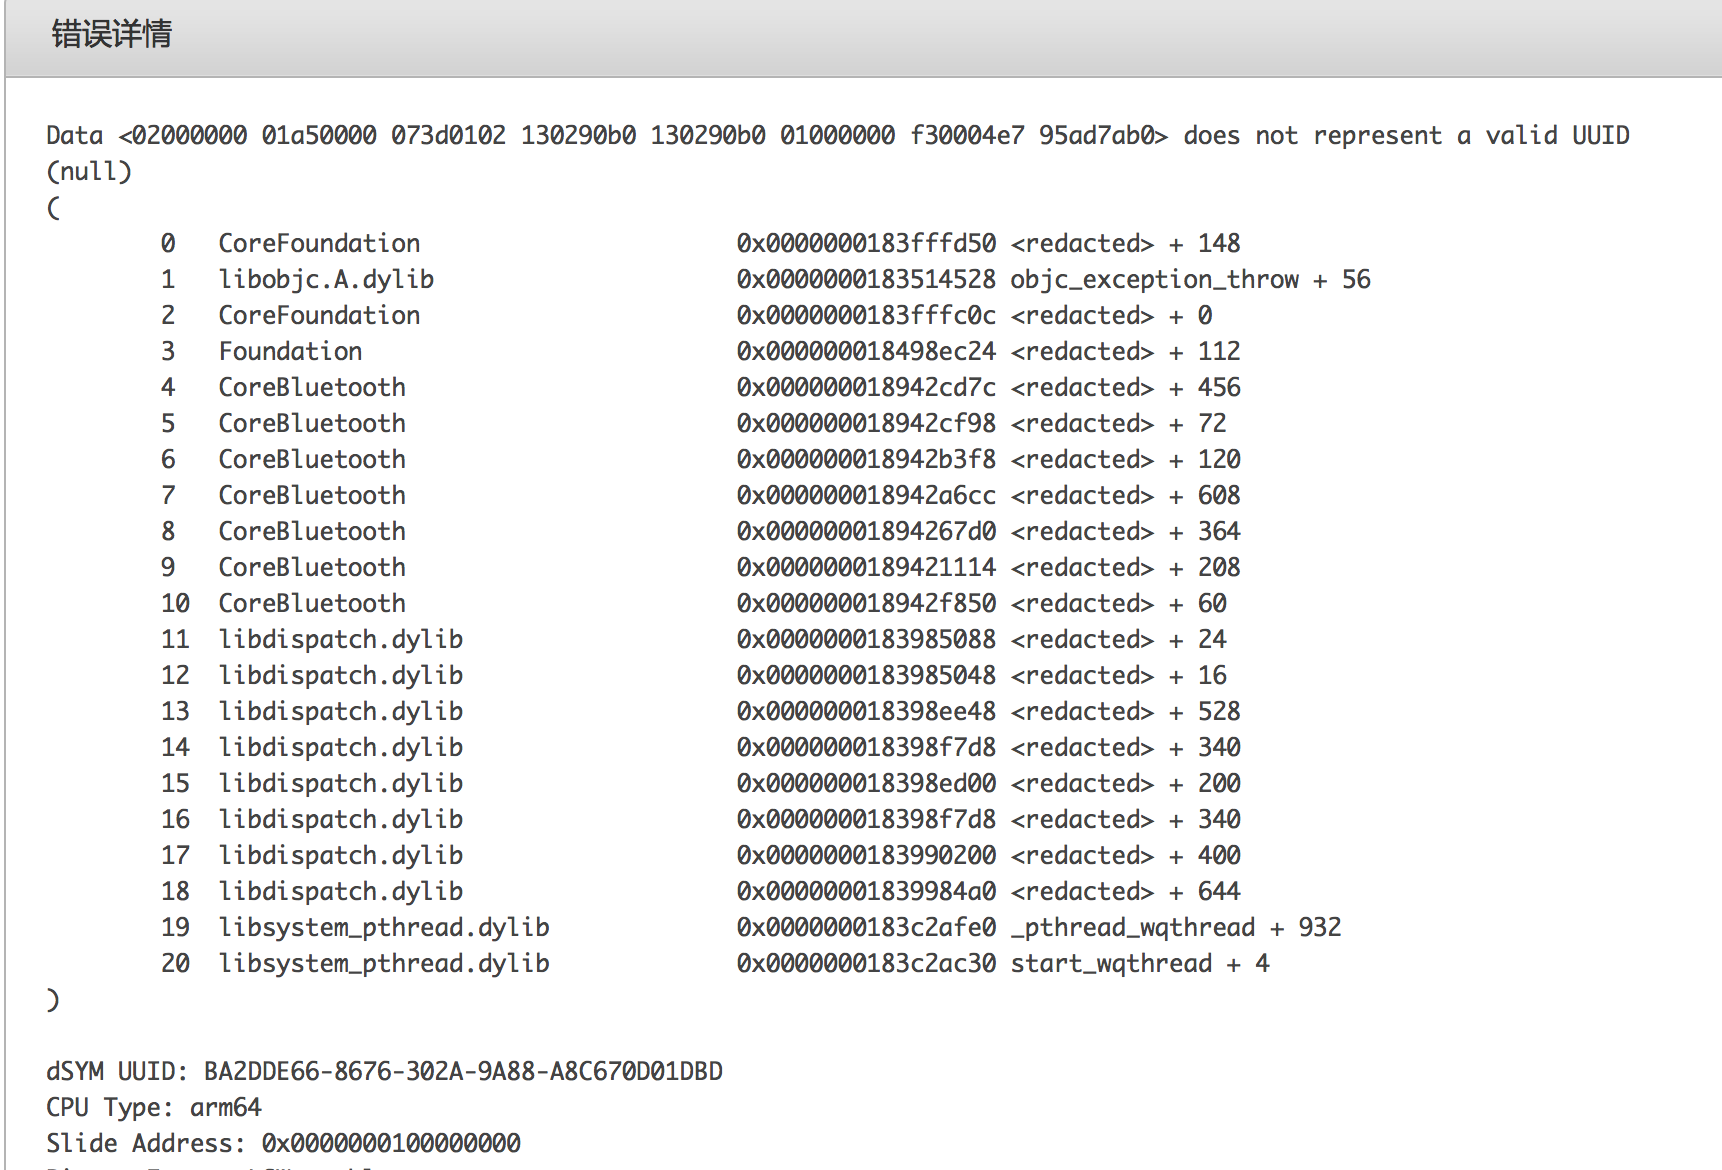 错误详情
Data <02000000 01a50000 073d0102 130290b0 130290b0 01000000 f30004e7 95ad7ab0> does not represent a valid UUID
(null)
(
0 CoreFoundation 0x0000000183fffd50 <redacted> + 148
1 libobjc.A.dylib 0x0000000183514528 objc_exception_throw + 56
2 CoreFoundation 0x0000000183fffc0c <redacted> + 0
3 Foundation 0x000000018498ec24 <redacted> + 112
4 CoreBluetooth 0x000000018942cd7c <redacted> + 456
5 CoreBluetooth 0x000000018942cf98 <redacted> + 72
6 CoreBluetooth 0x000000018942b3f8 <redacted> + 120
7 CoreBluetooth 0x000000018942a6cc <redacted> + 608
8 CoreBluetooth 0x00000001894267d0 <redacted> + 364
9 CoreBluetooth 0x0000000189421114 <redacted> + 208
10 CoreBluetooth 0x000000018942f850 <redacted> + 60
11 libdispatch.dylib 0x0000000183985088 <redacted> + 24
12 libdispatch.dylib 0x0000000183985048 <redacted> + 16
13 libdispatch.dylib 0x000000018398ee48 <redacted> + 528
14 libdispatch.dylib 0x000000018398f7d8 <redacted> + 340
15 libdispatch.dylib 0x000000018398ed00 <redacted> + 200
16 libdispatch.dylib 0x000000018398f7d8 <redacted> + 340
17 libdispatch.dylib 0x0000000183990200 <redacted> + 400
18 libdispatch.dylib 0x00000001839984a0 <redacted> + 644
19 libsystem_pthread.dylib 0x0000000183c2afe0 _pthread_wqthread + 932
20 libsystem_pthread.dylib 0x0000000183c2ac30 start_wqthread + 4
)
dSYM UUID: BA2DDE66-8676-302A-9A88-A8C670D01DBD
CPU Type: arm64
Slide Address: 0x0000000100000000